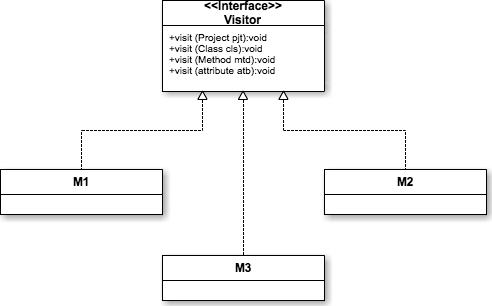 <<Interface>>
Visitor
+visit (Project pjt):void
+visit (Class cls):void
+visit (Method mtd):void
+visit (attribute atb):void
M1
M2
M3